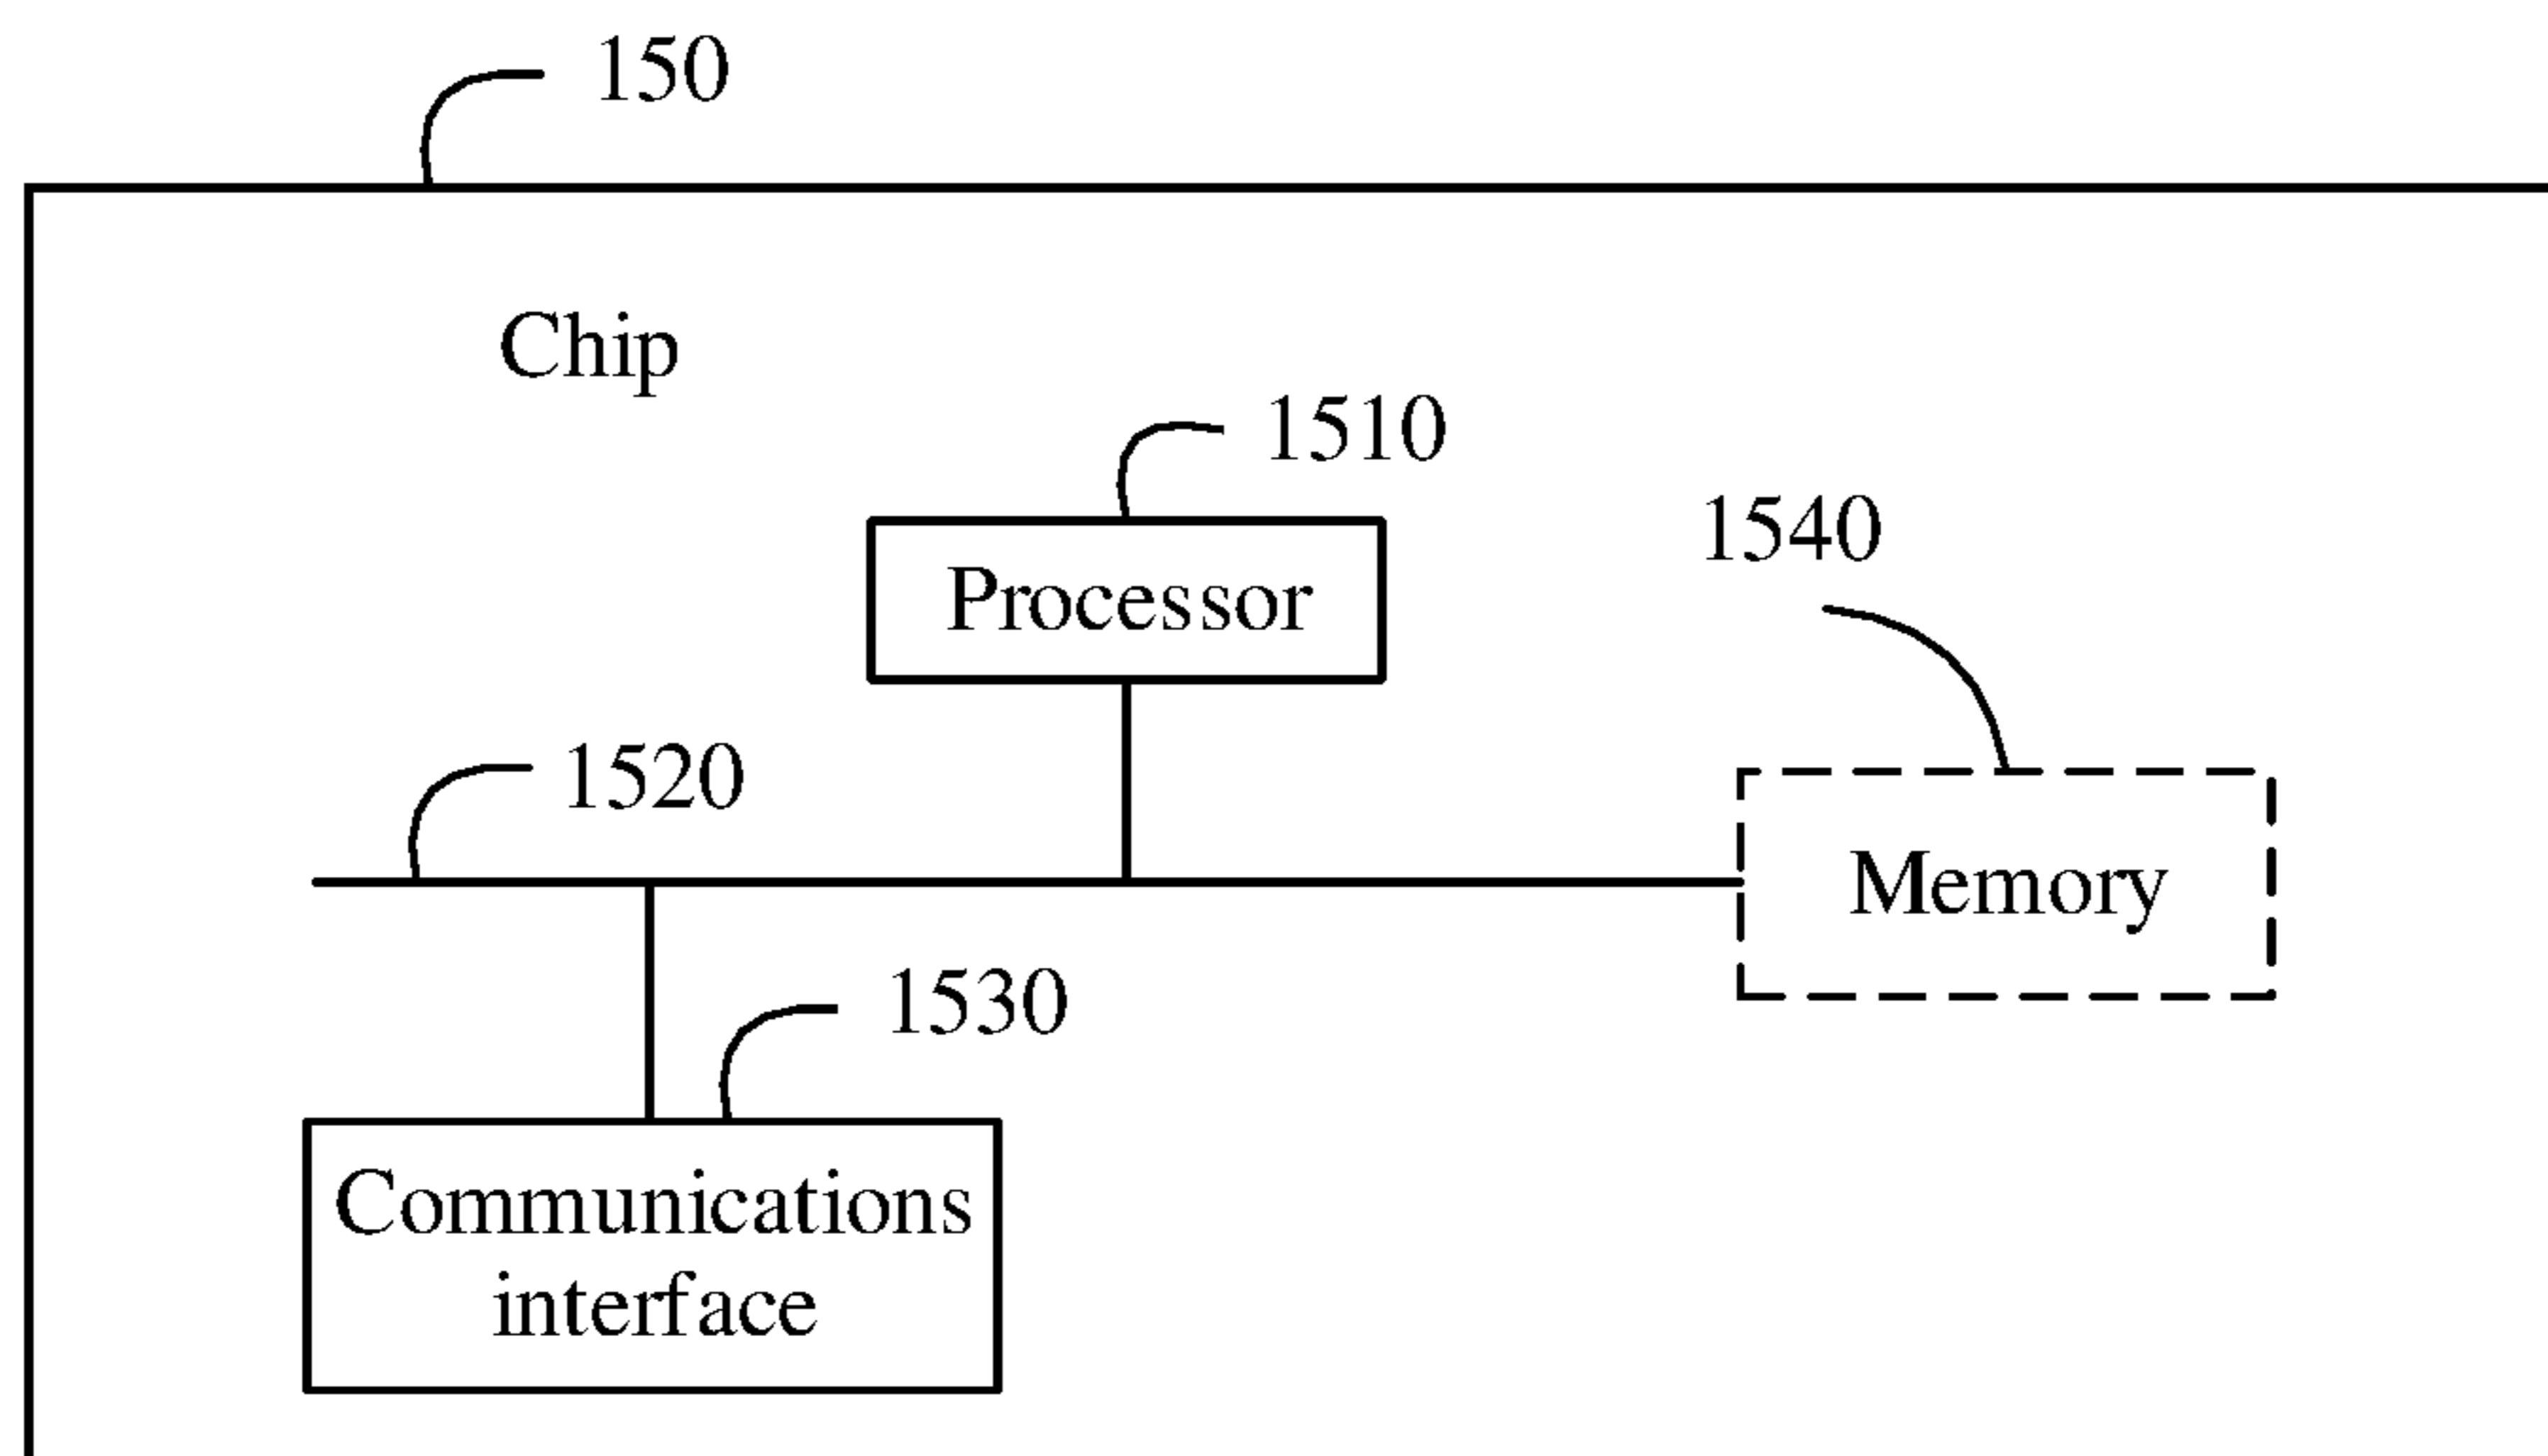 150
Chip
1510
1540
Processor
1520
Memory
1530
Communications
interface